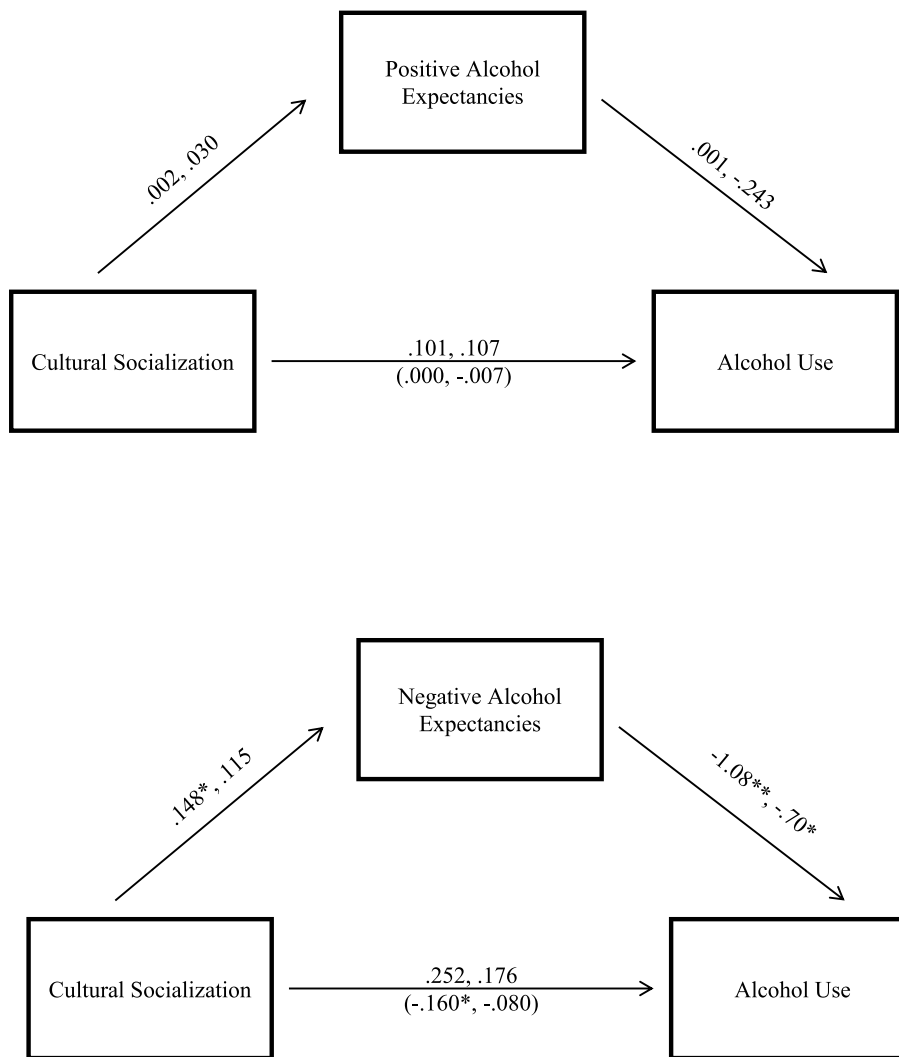 Positive Alcohol
Expectancies
.002, .030
.001, -.243
Cultural Socialization
.101, .107
(.000, -.007)
Alcohol Use
Negative Alcohol
Expectancies
.148*, .115
-1.08**, -.70*
Cultural Socialization
.252, .176
(-.160*, -.080)
Alcohol Use